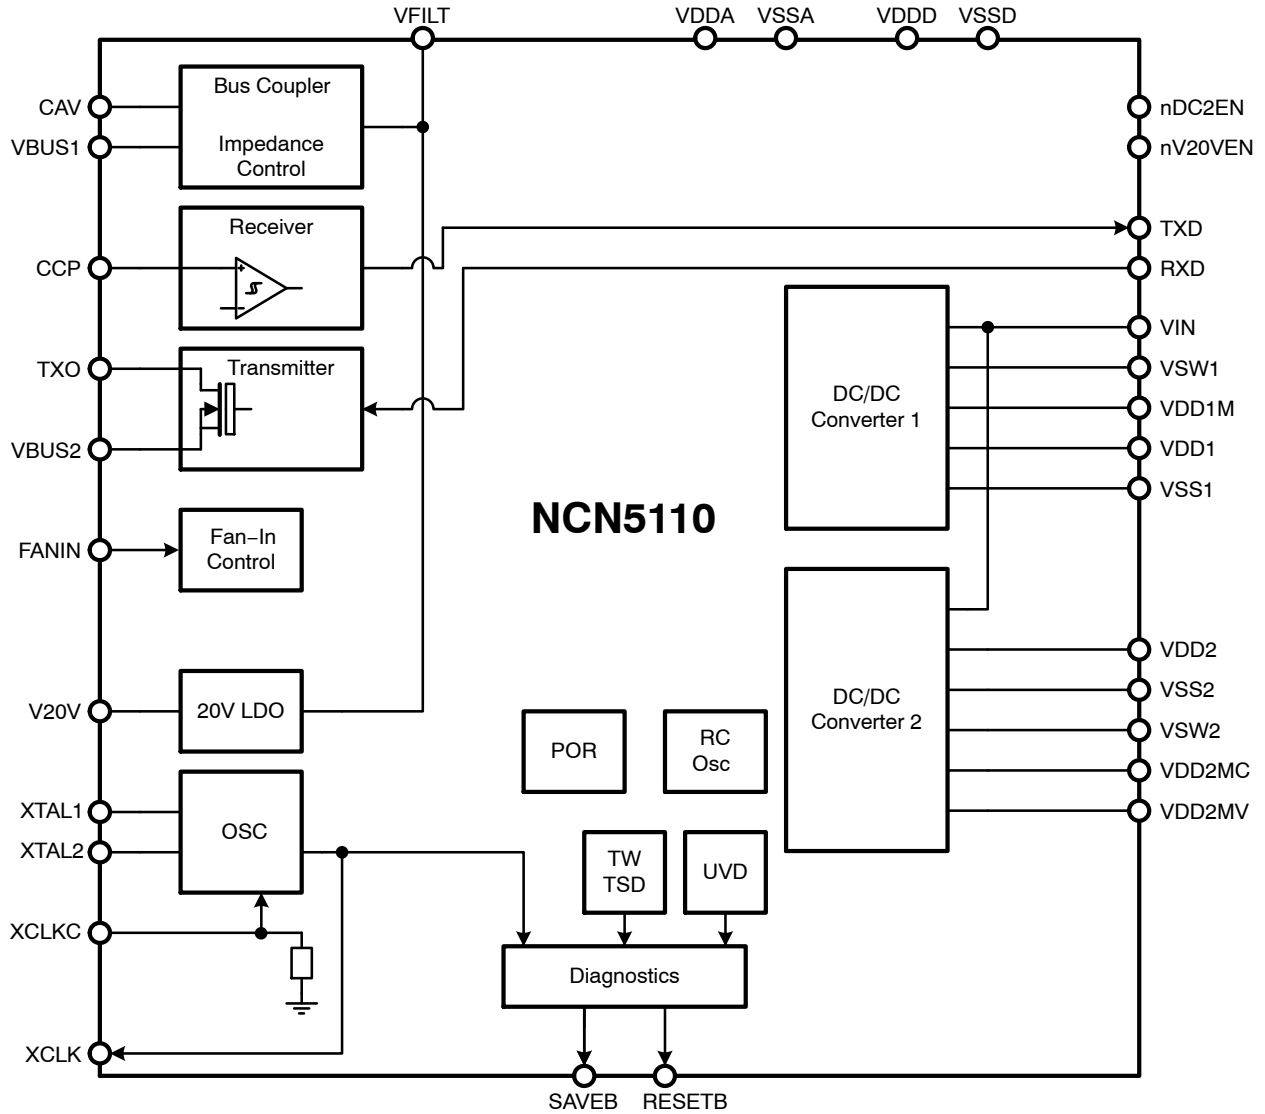 VFILT
VDDA
VSSA
VDDD
VSSD
CAV
VBUS1
CCP
TXO
VBUS2
FANIN
V20V
XTAL1
XTAL2
XCLKC
XCLK
Bus Coupler
Impedance
Control
Receiver
+
Transmitter
Fan−In
Control
20V LDO
OSC
NCN5110
POR
RC
Osc
TW
TSD
UVD
Diagnostics
DC/DC
Converter 1
DC/DC
Converter 2
nDC2EN
nV20VEN
TXD
RXD
VIN
VSW1
VDD1M
VDD1
VSS1
VDD2
VSS2
VSW2
VDD2MC
VDD2MV
SAVEB
RESETB